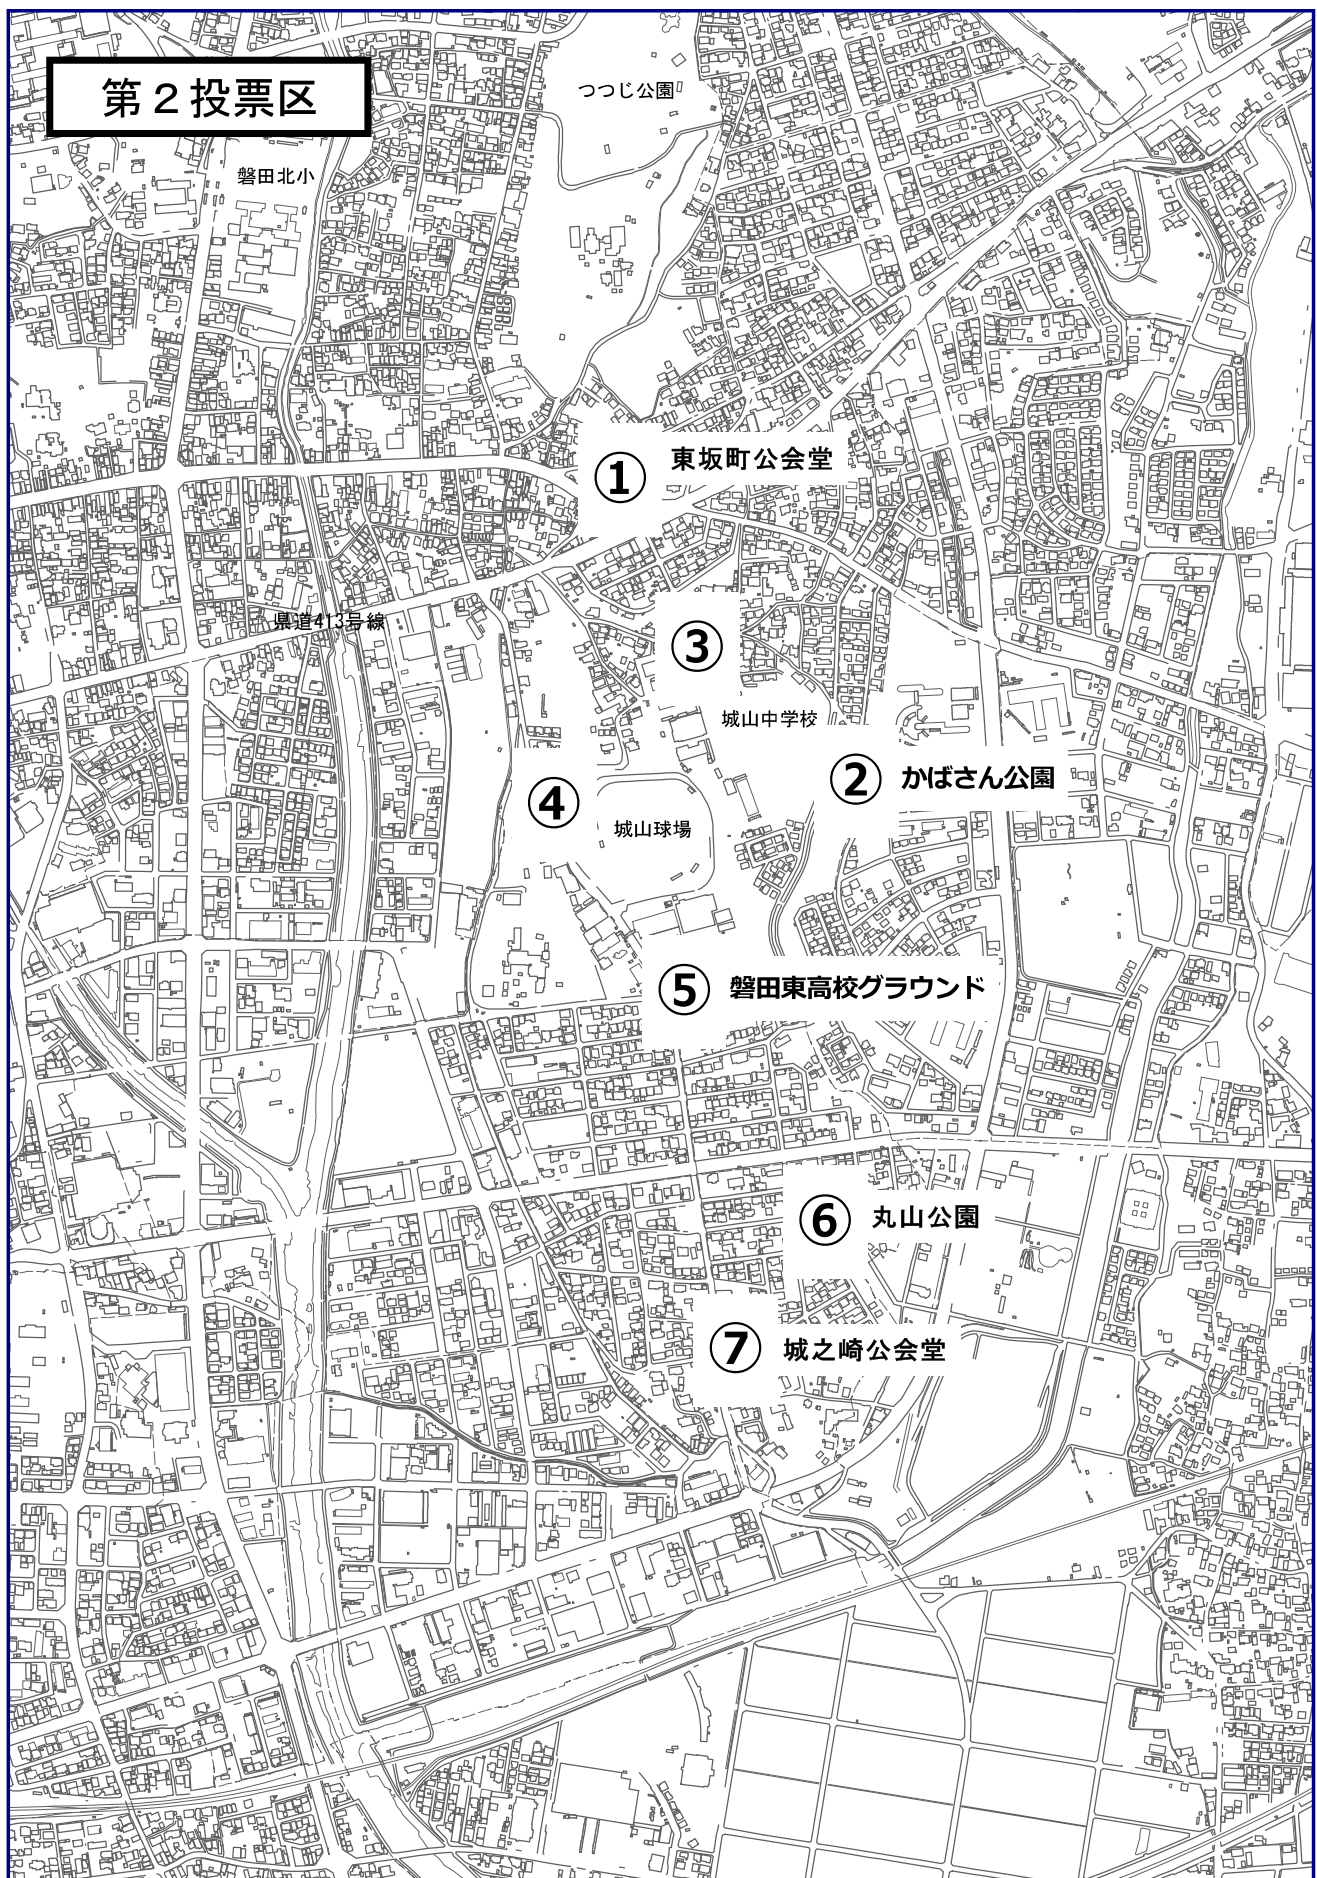 第２投票区
つつじ公園
磐田北小
① 東坂町公会堂
県道413号線
③
城山中学校
② かばさん公園
④
城山球場
⑤ 磐田東高校グラウンド
⑥ 丸山公園
⑦ 城之崎公会堂